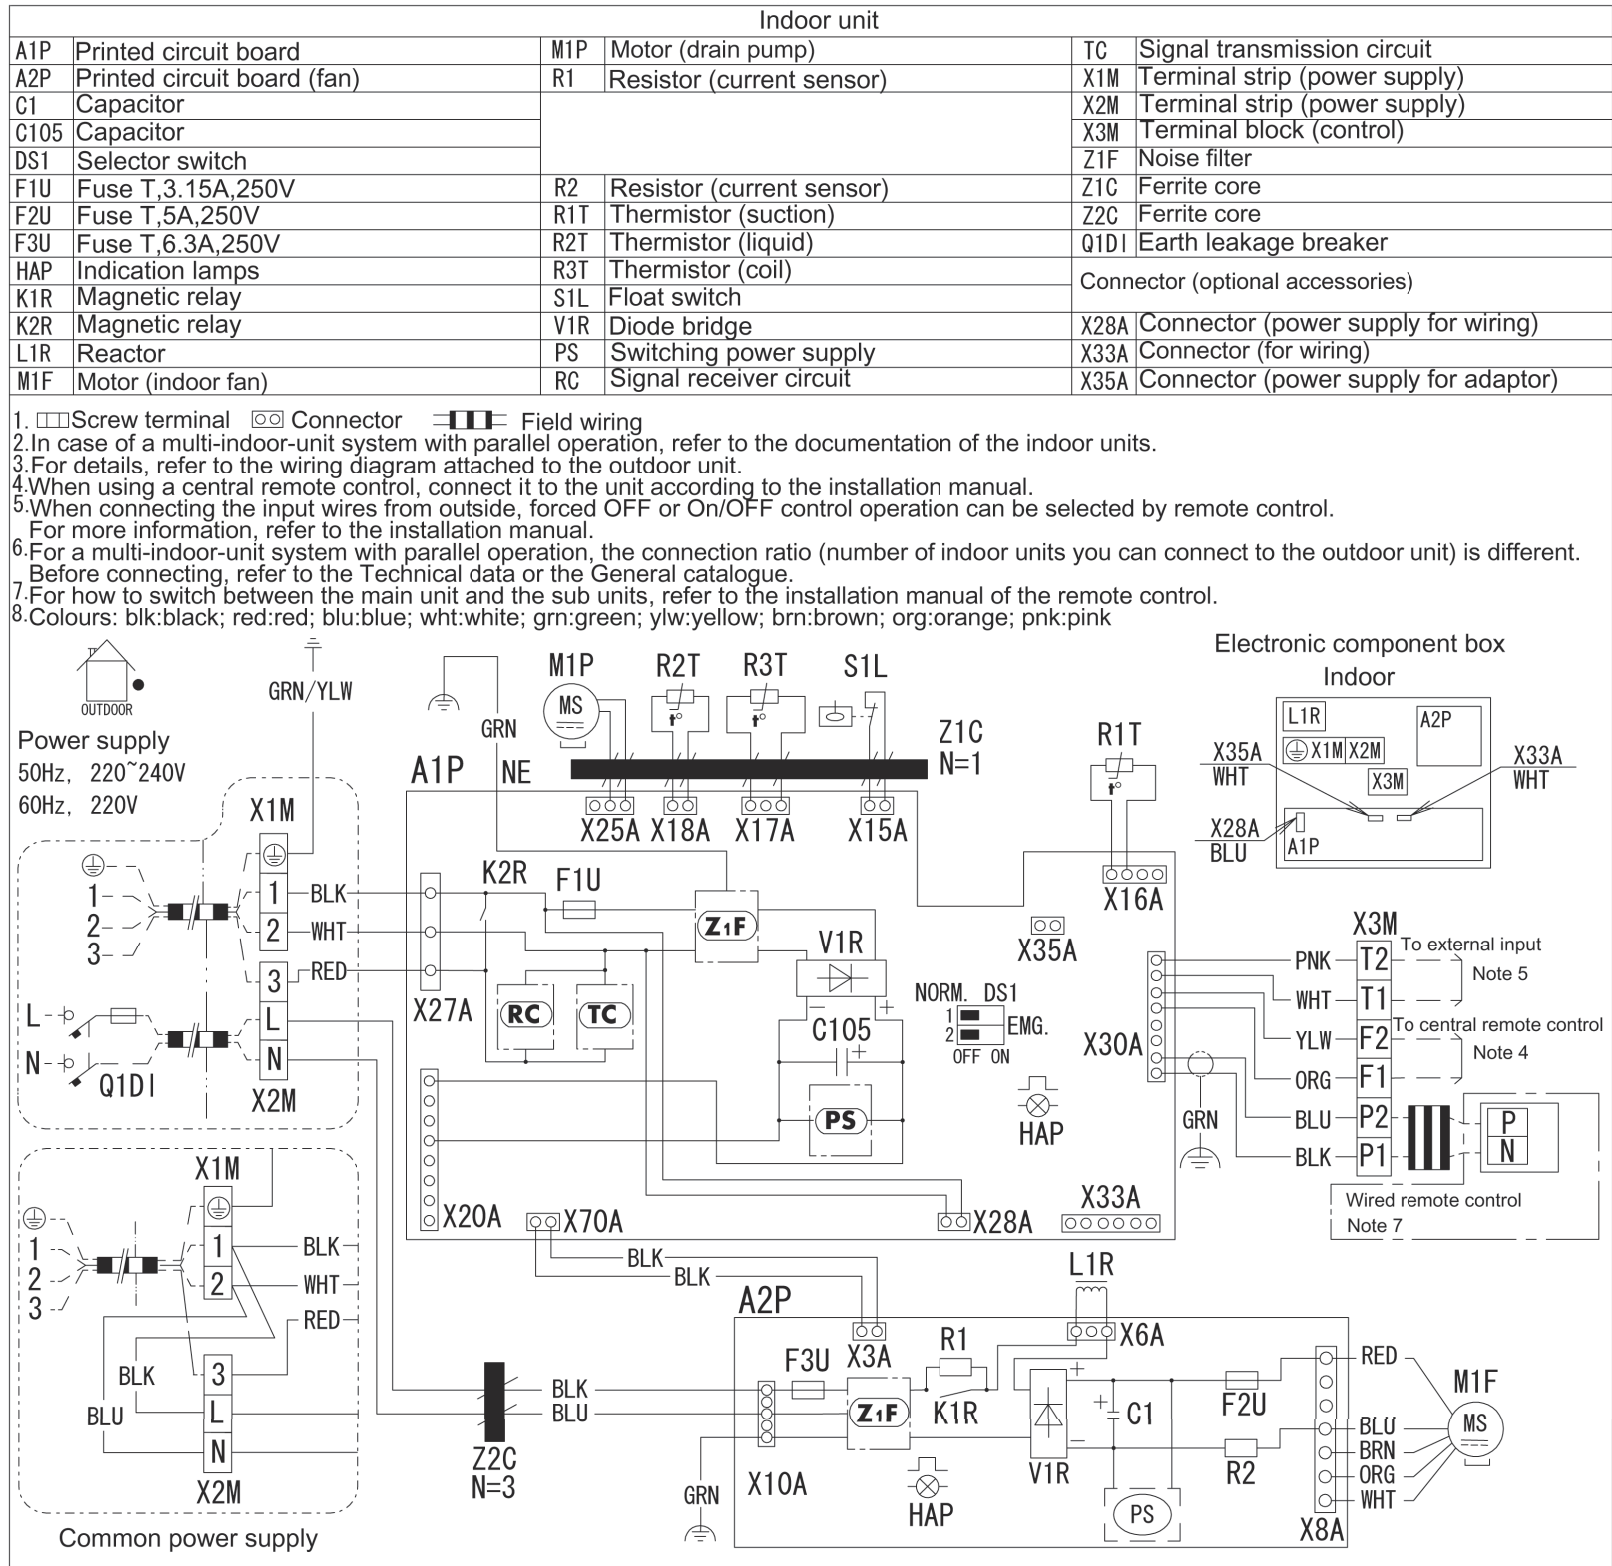 Indoor unit
A1P Printed circuit board M1P Motor (drain pump) TC Signal transmission circuit
A2P Printed circuit board (fan) R1 Resistor (current sensor) X1M Terminal strip (power supply)
C1 Capacitor X2M Terminal strip (power supply)
C105 Capacitor X3M Terminal block (control)
DS1 Selector switch Z1F Noise filter
F1U Fuse T,3.15A,250V R2 Resistor (current sensor) Z1C Ferrite core
F2U Fuse T,5A,250V R1T Thermistor (suction) Z2C Ferrite core
F3U Fuse T,6.3A,250V R2T Thermistor (liquid) Q1DI Earth leakage breaker
HAP Indication lamps R3T Thermistor (coil) Connector (optional accessories)
K1R Magnetic relay S1L Float switch
K2R Magnetic relay V1R Diode bridge X28A Connector (power supply for wiring)
L1R Reactor PS Switching power supply X33A Connector (for wiring)
M1F Motor (indoor fan) RC Signal receiver circuit X35A Connector (power supply for adaptor)
1. Screw terminal Connector Field wiring
2.In case of a multi-indoor-unit system with parallel operation, refer to the documentation of the indoor units.
3.For details, refer to the wiring diagram attached to the outdoor unit.
4.When using a central remote control, connect it to the unit according to the installation manual.
5.When connecting the input wires from outside, forced OFF or On/OFF control operation can be selected by remote control.
For more information, refer to the installation manual.
6.For a multi-indoor-unit system with parallel operation, the connection ratio (number of indoor units you can connect to the outdoor unit) is different.
Before connecting, refer to the Technical data or the General catalogue.
7.For how to switch between the main unit and the sub units, refer to the installation manual of the remote control.
8.Colours: blk:black; red:red; blu:blue; wht:white; grn:green; ylw:yellow; brn:brown; org:orange; pnk:pink
OUTDOOR
Power supply
50Hz, 220~240V
60Hz, 220V
GRN/YLW
X1M
1
2
3
1
2
3
L
N
BLK
WHT
RED
L
N
Q1DI
X2M
GRN
A1P
NE
M1P
MS
R2T
t°
R3T
t°
S1L
Z1C
N=1
X25A
X18A
X17A
X15A
R1T
t°
X16A
Electronic component box
Indoor
L1R
A2P
X1M
X2M
X3M
A1P
X35A
WHT
X33A
WHT
X28A
BLU
X27A
K2R
F1U
Z1F
V1R
RC
TC
C105
PS
NORM. DS1
1
2
EMG.
OFF ON
HAP
X35A
X30A
X20A
X70A
X28A
X33A
GRN
X3M
PNK T2
WHT T1
YLW F2
ORG F1
BLU P2
BLK P1
To external input
Note 5
To central remote control
Note 4
P
N
Wired remote control
Note 7
X1M
1
2
3
1
2
3
L
N
BLK
WHT
RED
BLK
BLU
X2M
Common power supply
BLK
BLK
Z2C
N=3
BLK
BLU
GRN
A2P
X3A
F3U
Z1F
X10A
R1
K1R
HAP
L1R
X6A
V1R
C1
PS
F2U
R2
X8A
RED
BLU
BRN
ORG
WHT
M1F
MS